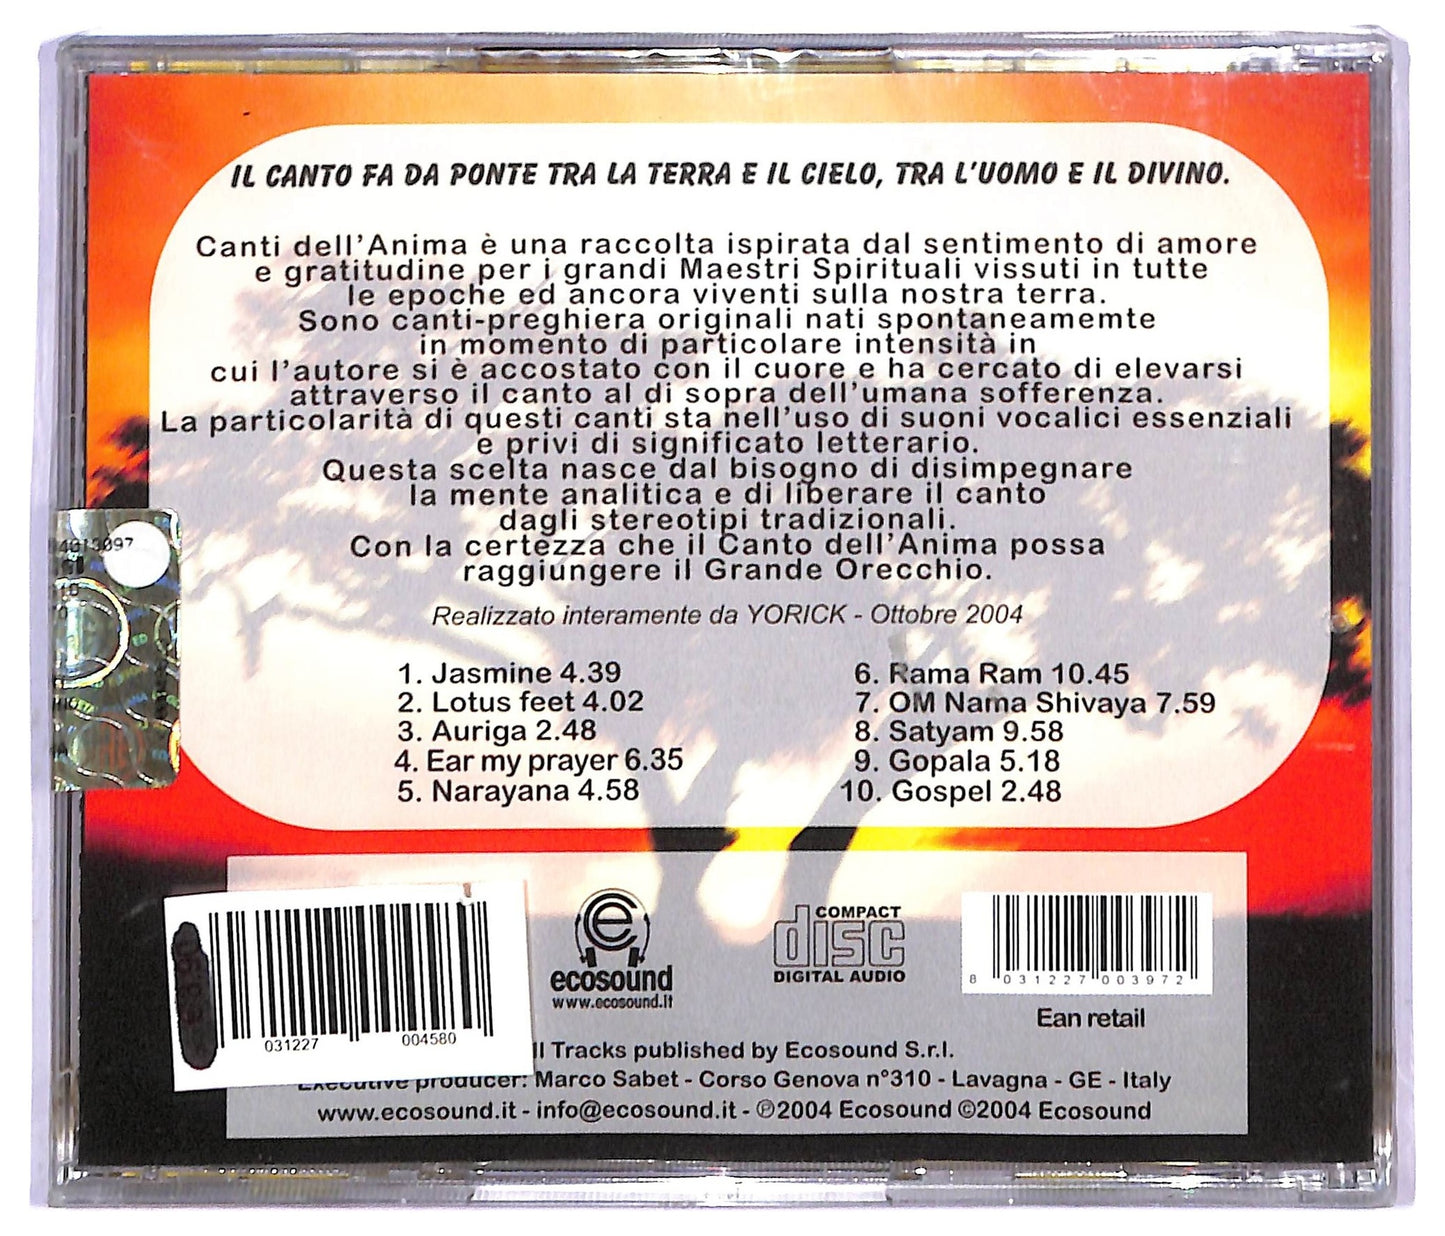 IL CANTO FA DA PONTE TRA LA TERRA E IL CIELO, TRA L'UOMO E IL DIVINO.
Canti dell'Anima è una raccolta ispirata dal sentimento di amore
e gratitudine per i grandi Maestri Spirituali vissuti in tutte
le epoche ed ancora viventi sulla nostra terra.
Sono canti-preghiera originali nati spontaneamemte
in momento di particolare intensità in
cui l'autore si è accostato con il cuore e ha cercato di elevarsi
attraverso il canto al di sopra dell'umana sofferenza.
La particolarità di questi canti sta nell'uso di suoni vocalici essenziali
e privi di significato letterario.
Questa scelta nasce dal bisogno di disimpegnare
la mente analitica e di liberare il canto
dagli stereotipi tradizionali.
Con la certezza che il Canto dell'Anima possa
raggiungere il Grande Orecchio.
Realizzato interamente da YORICK - Ottobre 2004
1. Jasmine 4.39
2. Lotus feet 4.02
3. Auriga 2.48
4. Ear my prayer 6.35
5. Narayana 4.58
6. Rama Ram 10.45
7. OM Nama Shivaya 7.59
8. Satyam 9.58
9. Gopala 5.18
10. Gospel 2.48
031227 004580
e
ecosound
www.ecosound.it
COMPACT
disc
DIGITAL AUDIO
8 031227 003972
Ean retail
ll Tracks published by Ecosound S.r.l.
Executive producer: Marco Sabet - Corso Genova n°310 - Lavagna - GE - Italy
www.ecosound.it - info@ecosound.it - ℗2004 Ecosound ©2004 Ecosound